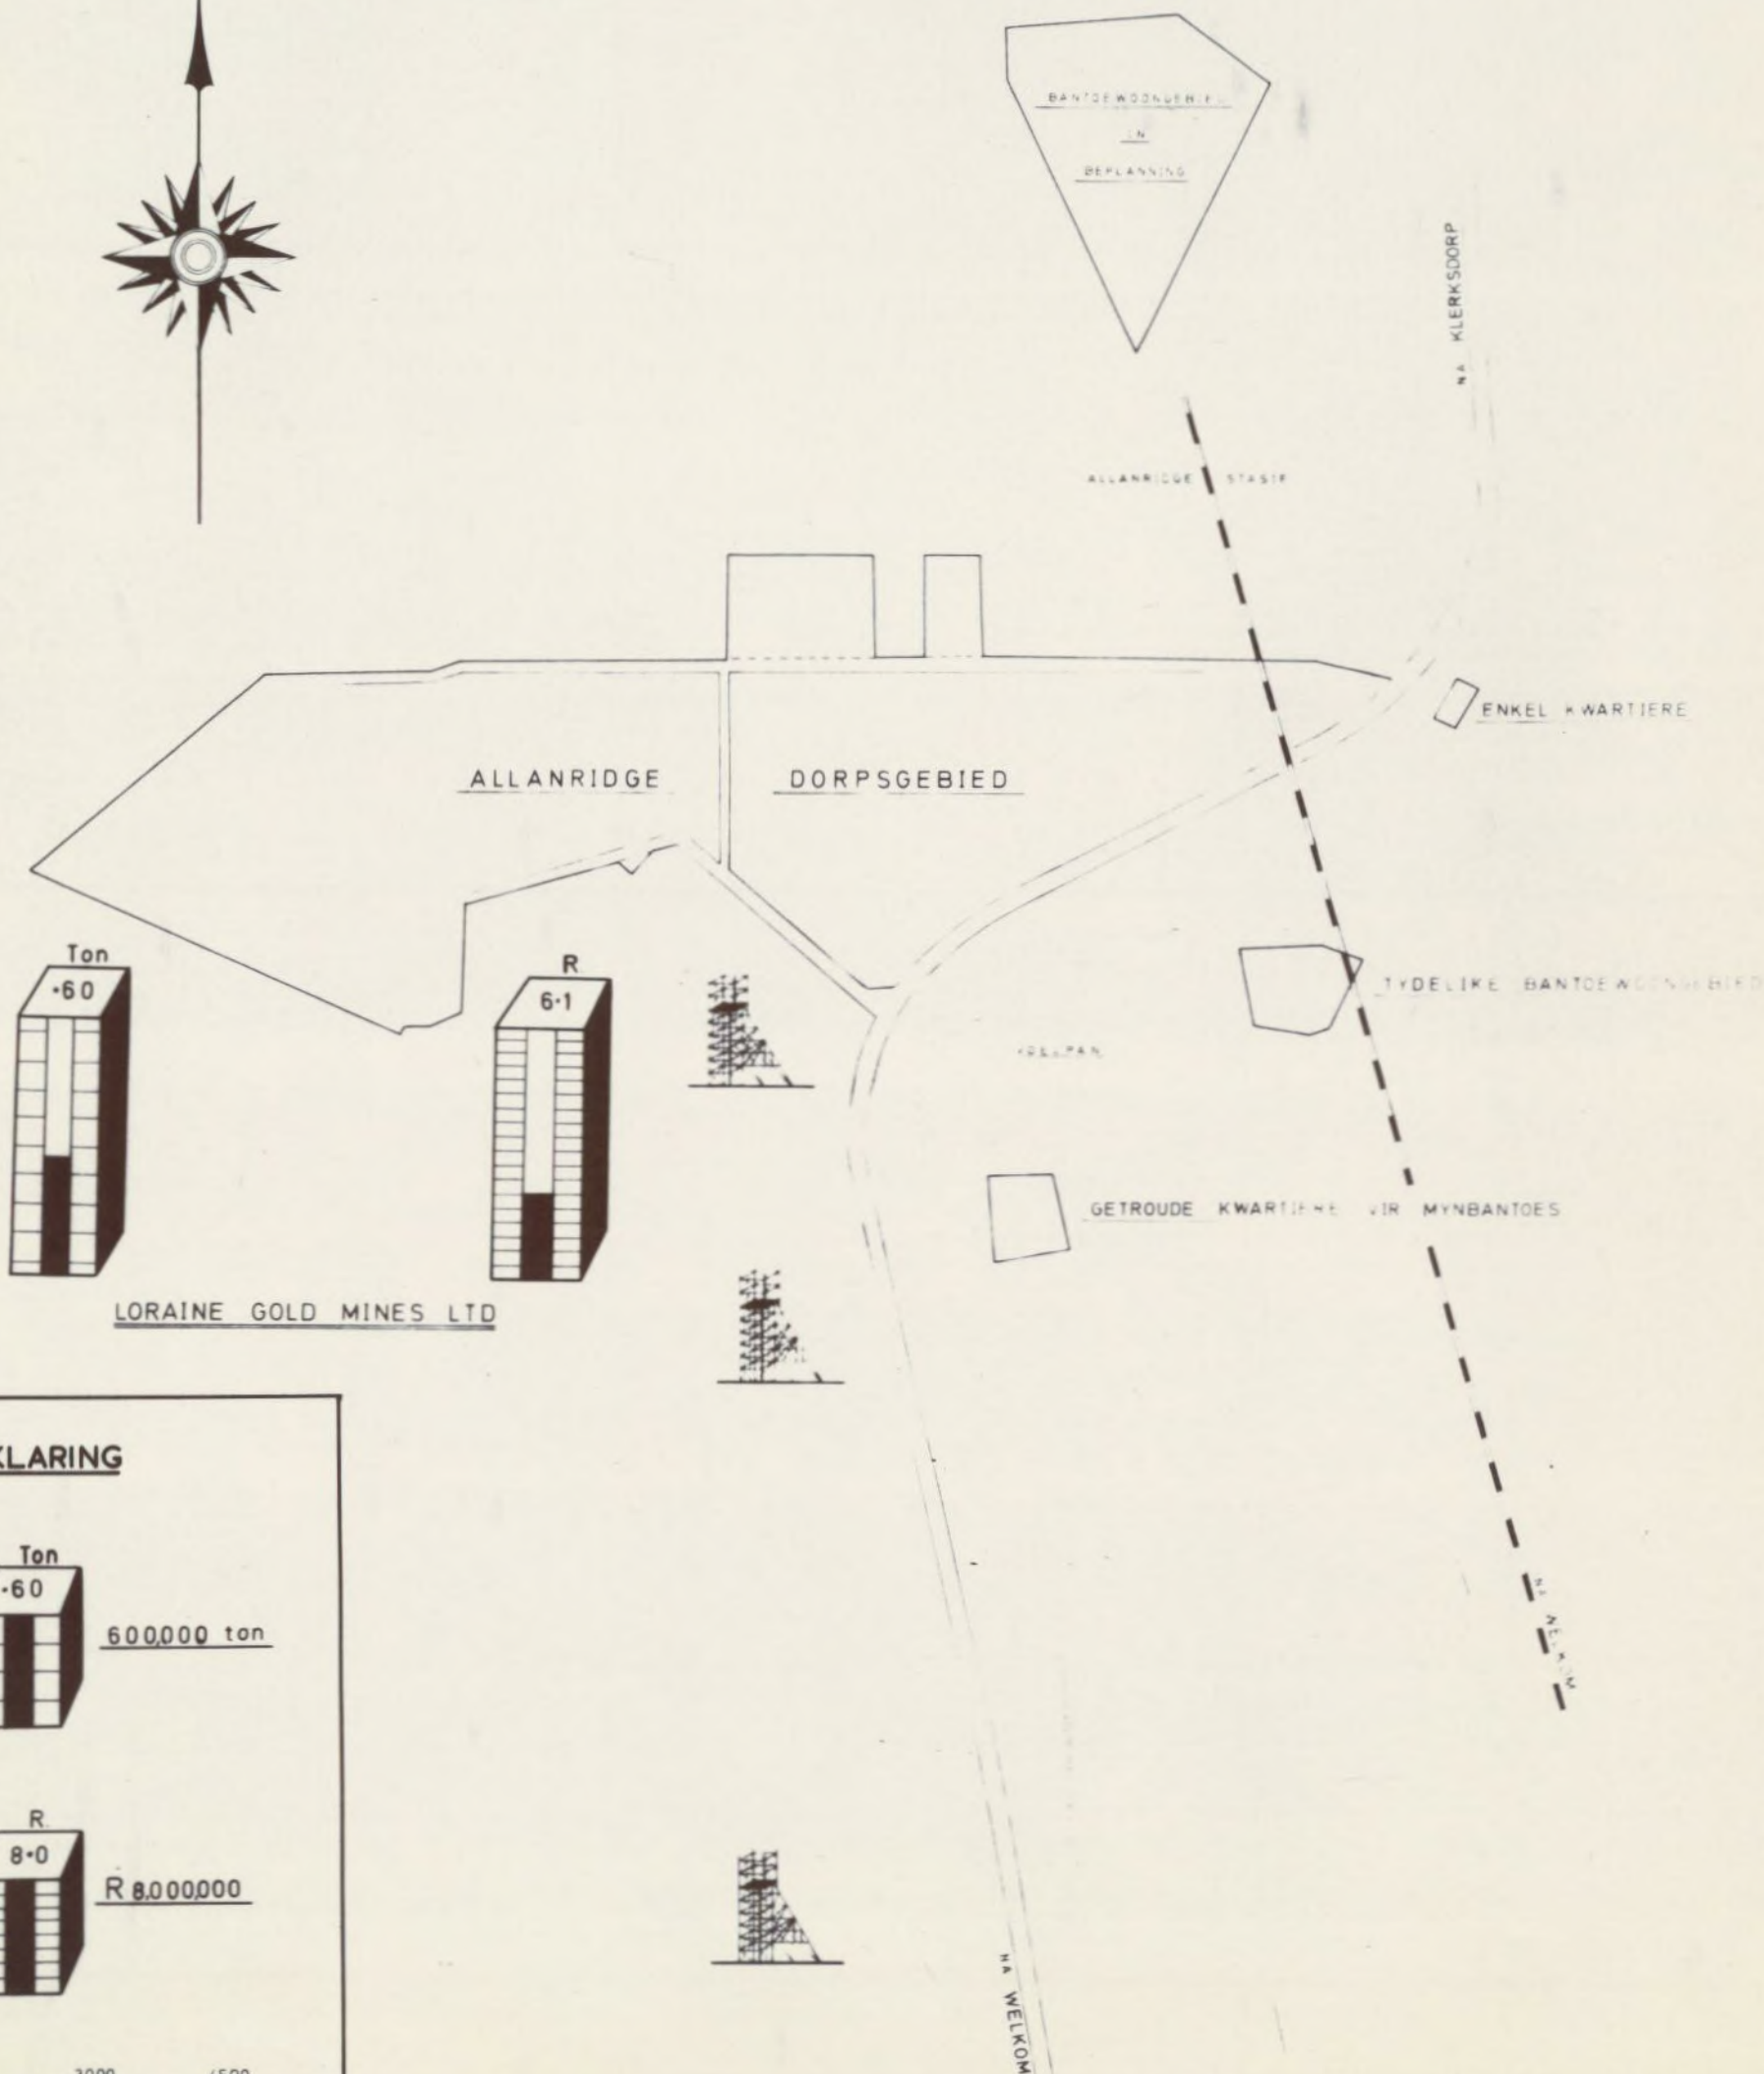 BANTOEWOONGEBIED
IN
BEPLANNING
NA KLERKSDORP
ALLANRIDGE STASIE
ENKEL KWARTIERE
ALLANRIDGE DORPSGEBIED
Ton
·60
R
6·1
TYDELIKE BANTOEWOONGEBIED
GETROUDE KWARTIERE VIR MYNBANTOES
LORAINE GOLD MINES LTD
KLARING
Ton
·60
600,000 ton
NA WELKOM
R
8·0
R 8,000,000
NA WELKOM
3000 4500